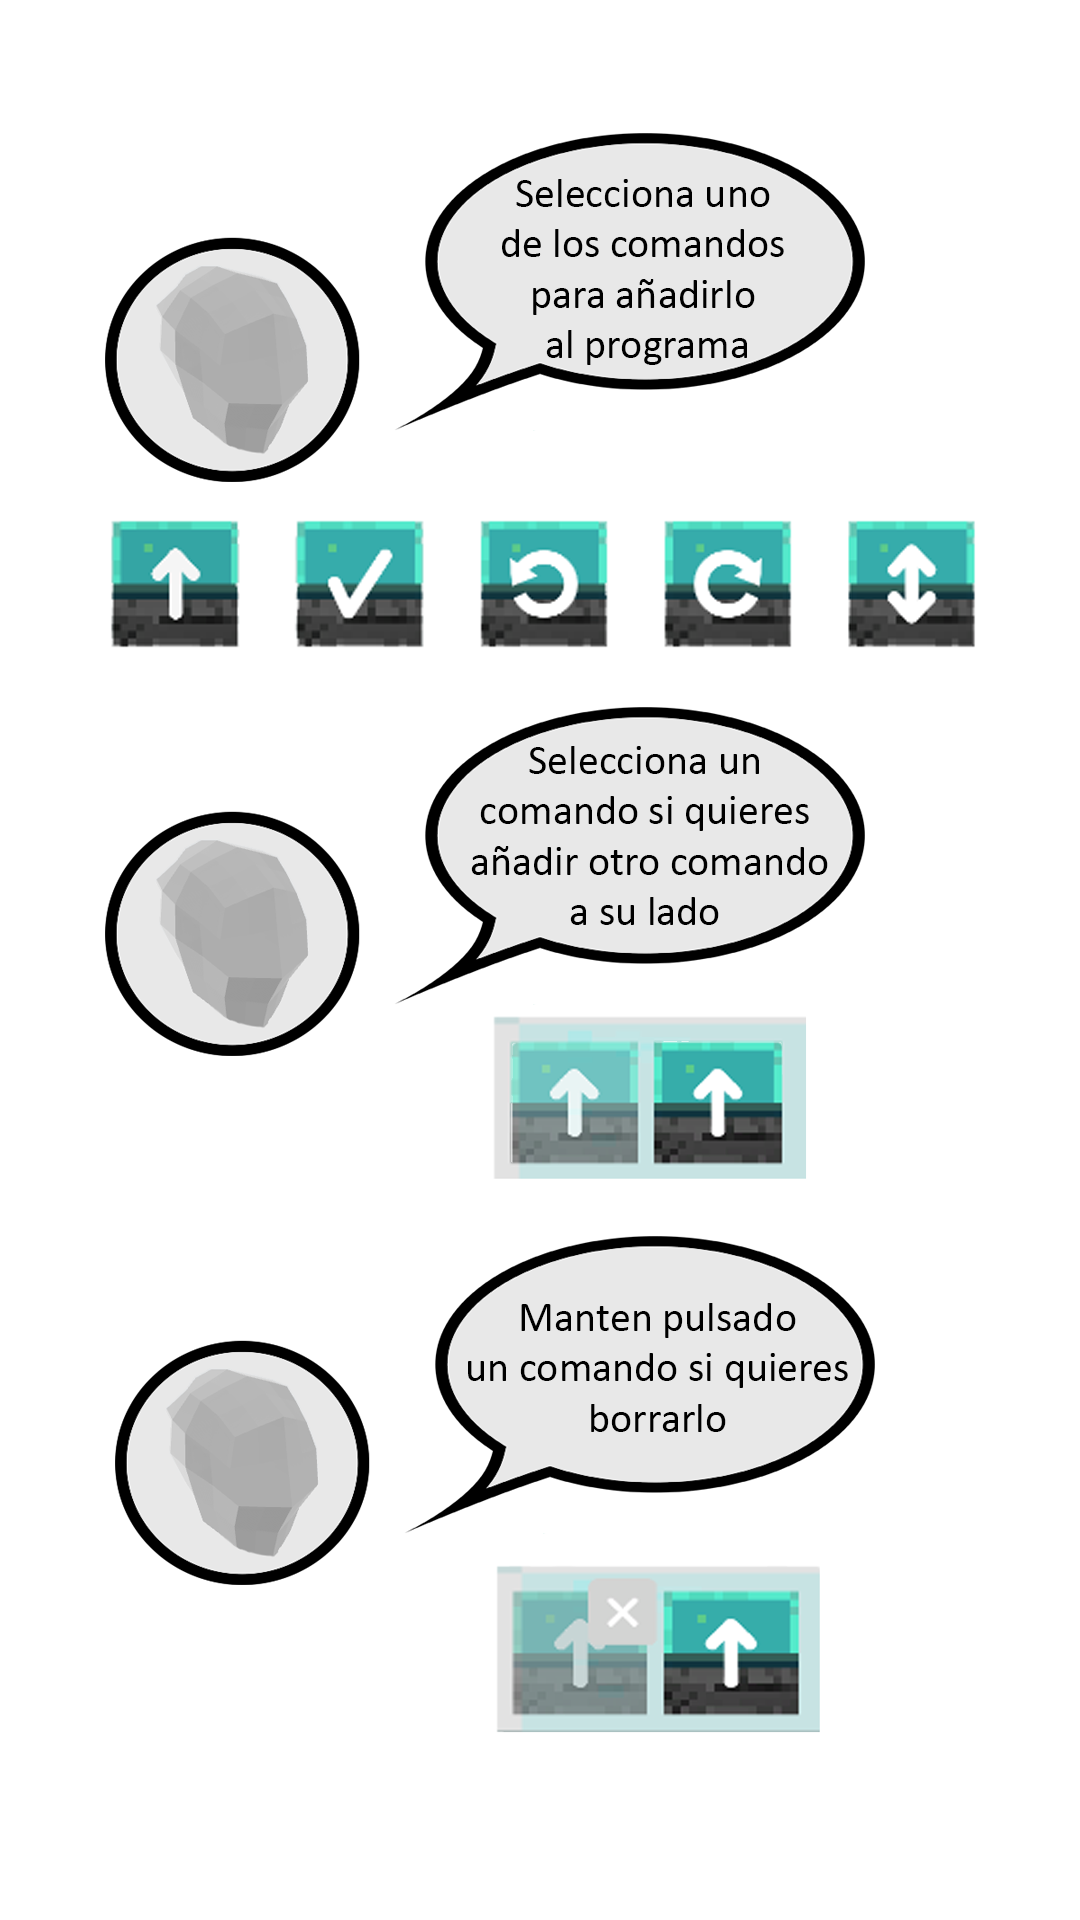 Selecciona uno
de los comandos
para añadirlo
al programa
Selecciona un
comando si quieres
añadir otro comando
a su lado
Manten pulsado
un comando si quieres
borrarlo